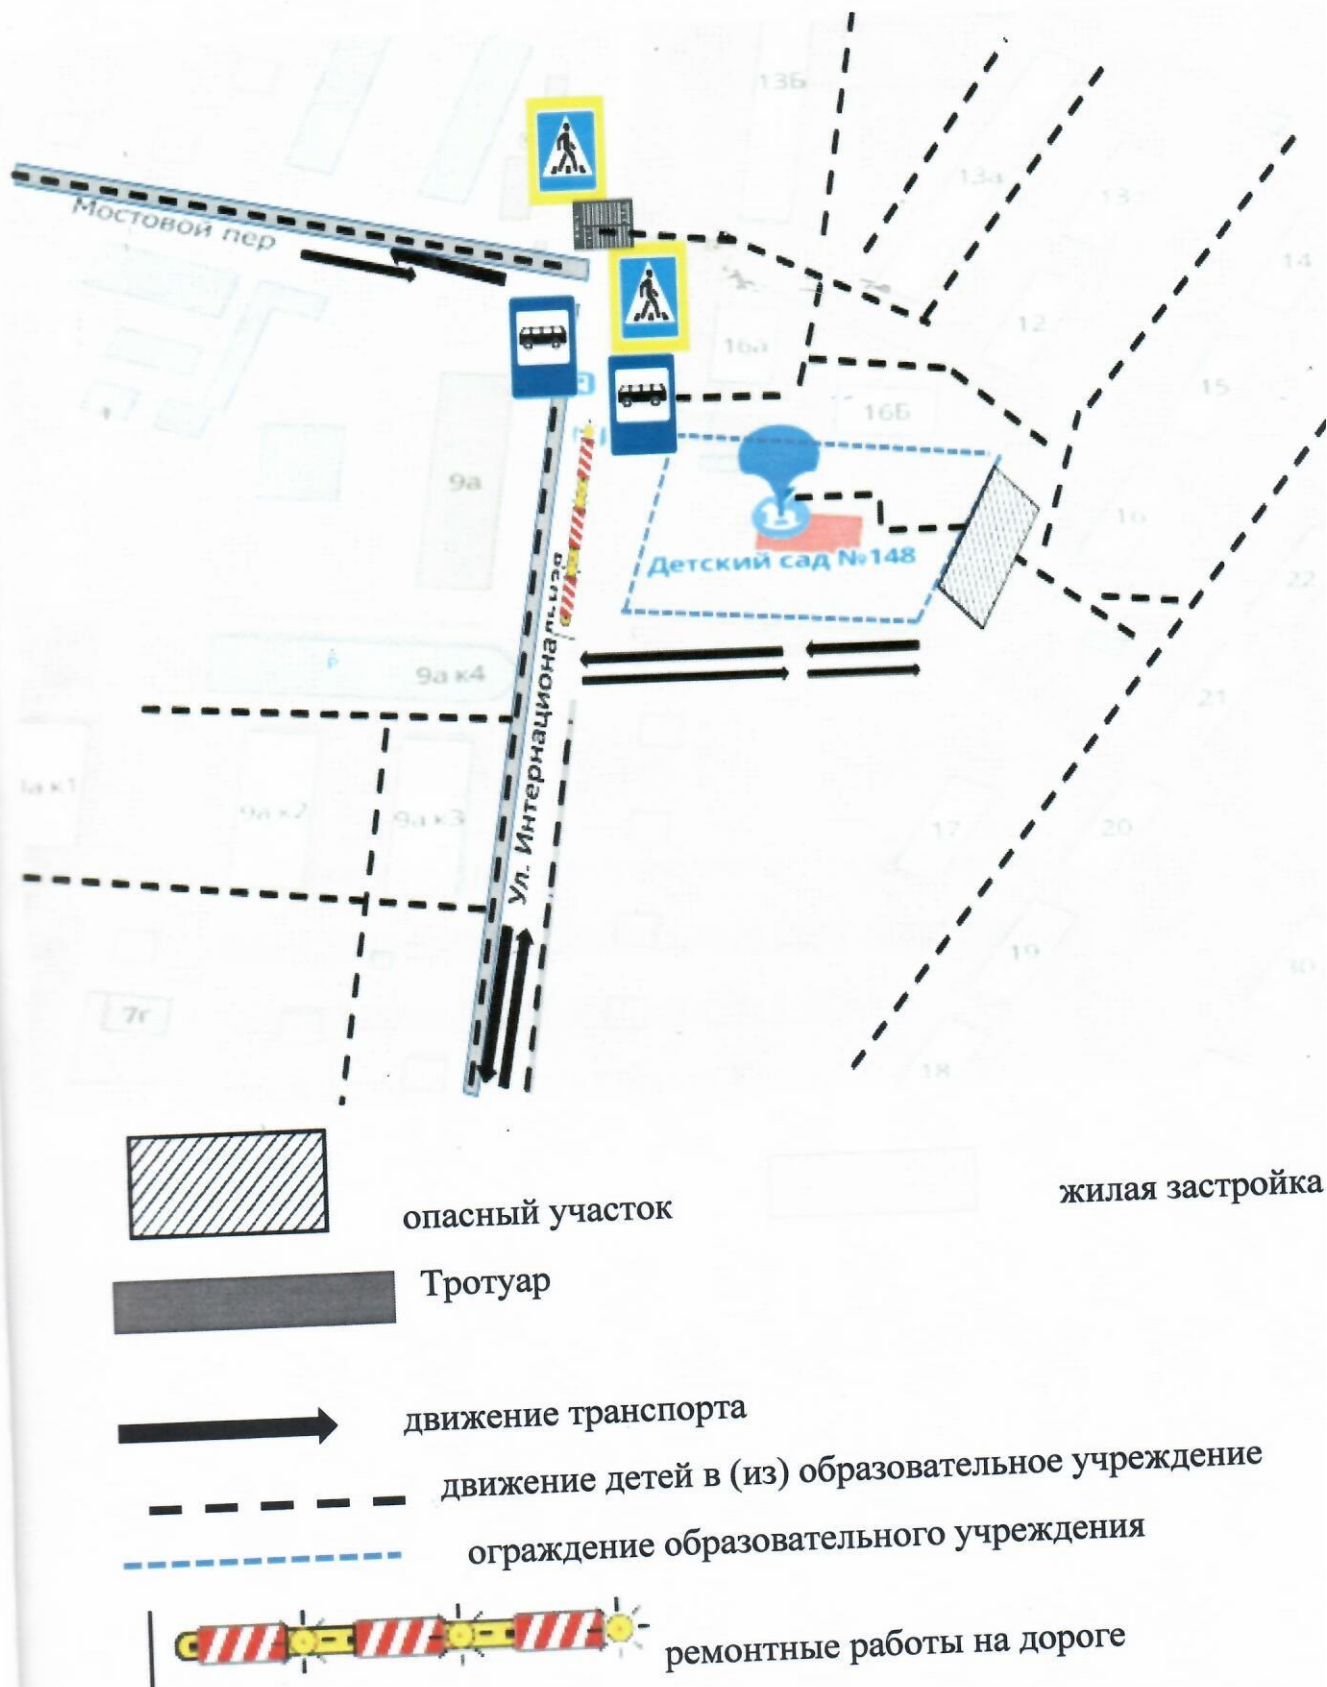 13Б
13а
13
Мостовой пер
14
12
16а
15
16Б
9а
16
Детский сад №148
22
Ул. Интернациональная
Р
9а к4
21
9а к2
9а к3
17
20
19
30
7г
18
опасный участок
жилая застройка
Тротуар
движение транспорта
движение детей в (из) образовательное учреждение
ограждение образовательного учреждения
ремонтные работы на дороге